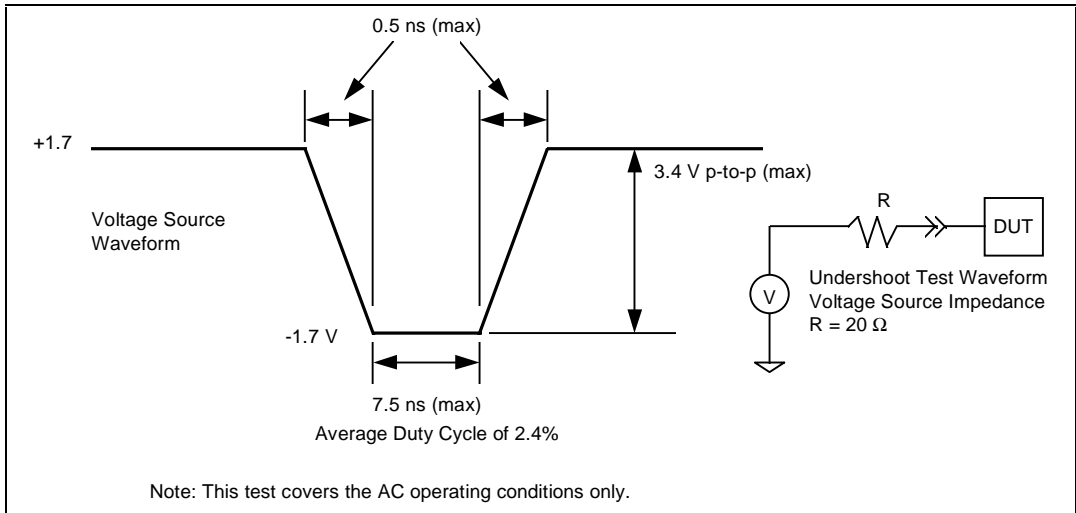 0.5 ns (max)
+1.7
3.4 V p-to-p (max)
Voltage Source
Waveform
R
DUT
V
Undershoot Test Waveform
Voltage Source Impedance
R = 20 Ω
-1.7 V
7.5 ns (max)
Average Duty Cycle of 2.4%
Note: This test covers the AC operating conditions only.